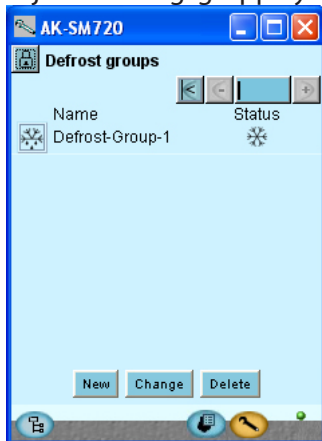 AK-SM720
Defrost groups
Name Status
Defrost-Group-1
New Change Delete